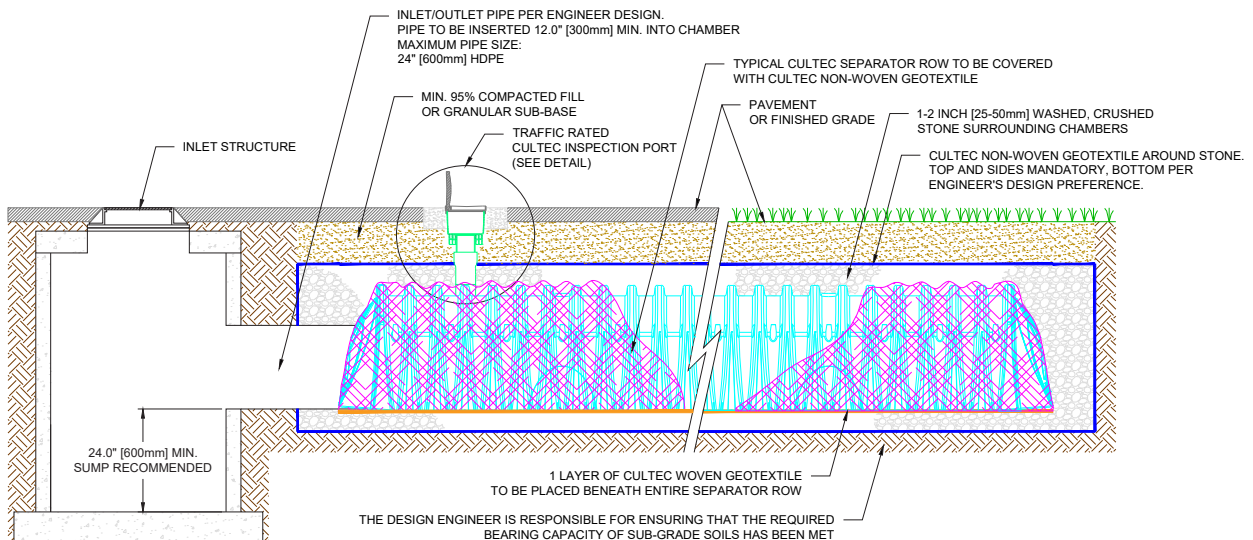 INLET/OUTLET PIPE PER ENGINEER DESIGN.
PIPE TO BE INSERTED 12.0" [300mm] MIN. INTO CHAMBER
MAXIMUM PIPE SIZE:
24" [600mm] HDPE
TYPICAL CULTEC SEPARATOR ROW TO BE COVERED
WITH CULTEC NON-WOVEN GEOTEXTILE
MIN. 95% COMPACTED FILL
OR GRANULAR SUB-BASE
PAVEMENT
OR FINISHED GRADE
1-2 INCH [25-50mm] WASHED, CRUSHED
STONE SURROUNDING CHAMBERS
TRAFFIC RATED
CULTEC INSPECTION PORT
(SEE DETAIL)
INLET STRUCTURE
CULTEC NON-WOVEN GEOTEXTILE AROUND STONE.
TOP AND SIDES MANDATORY, BOTTOM PER
ENGINEER'S DESIGN PREFERENCE.
24.0" [600mm] MIN.
SUMP RECOMMENDED
1 LAYER OF CULTEC WOVEN GEOTEXTILE
TO BE PLACED BENEATH ENTIRE SEPARATOR ROW
THE DESIGN ENGINEER IS RESPONSIBLE FOR ENSURING THAT THE REQUIRED
BEARING CAPACITY OF SUB-GRADE SOILS HAS BEEN MET